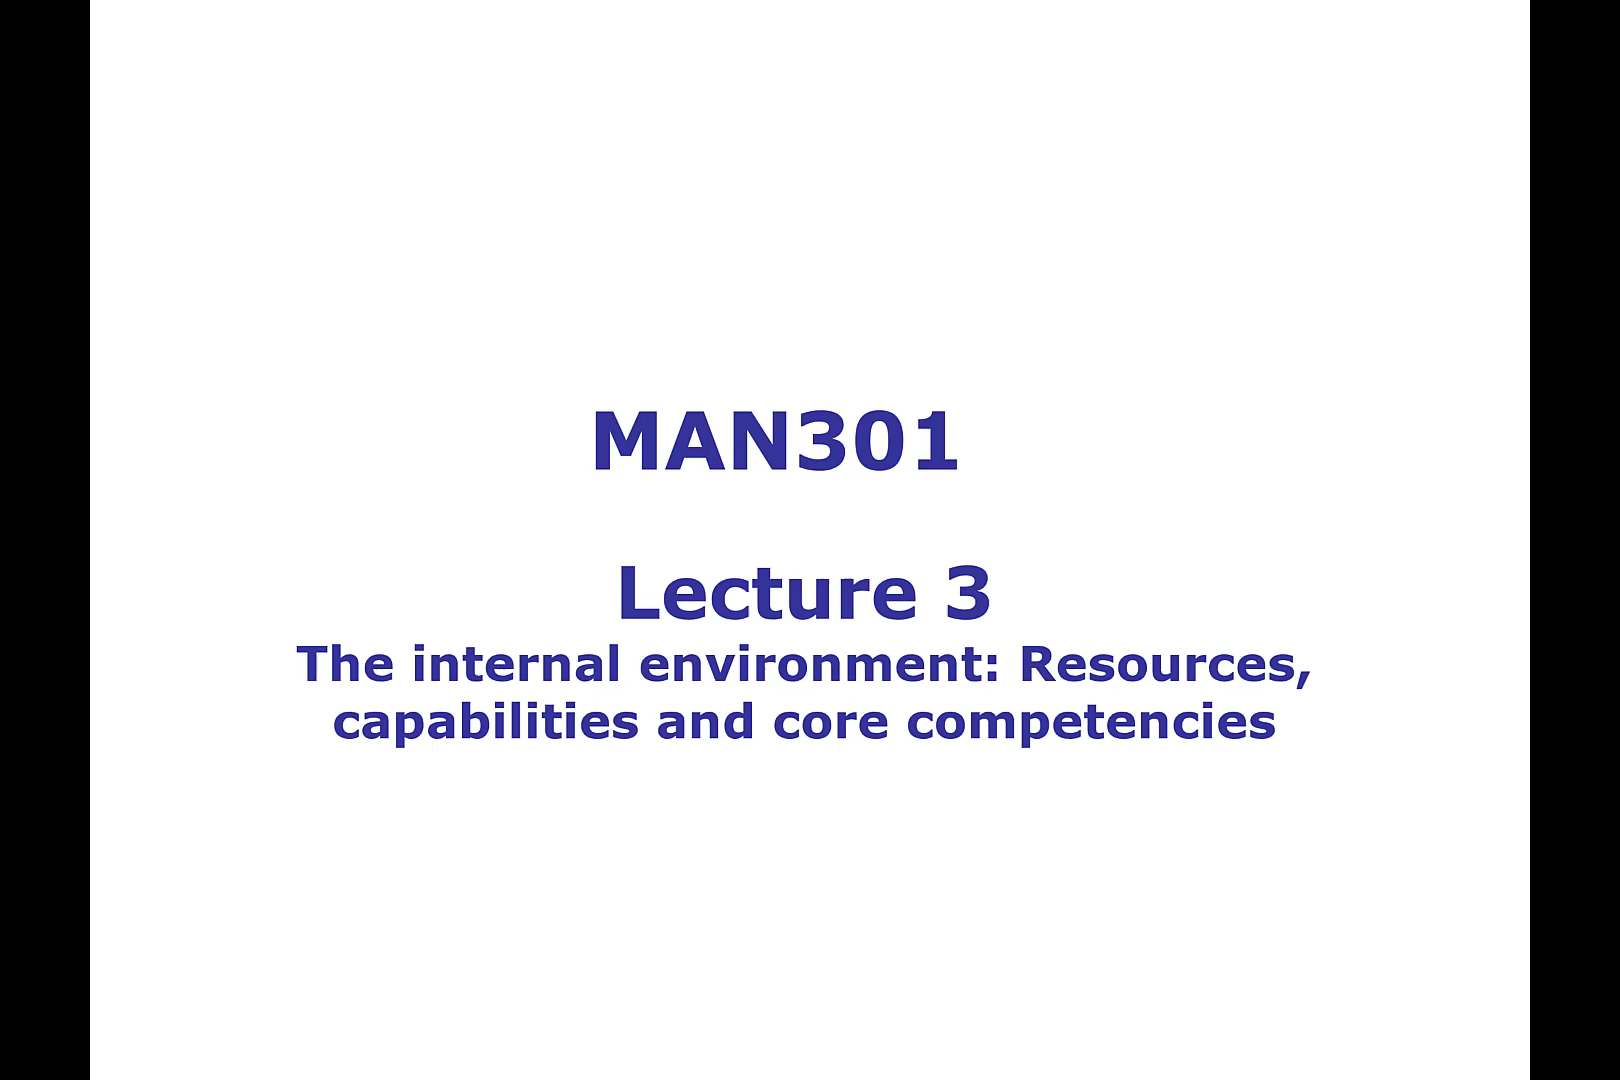 MAN301
Lecture 3
The internal environment: Resources,
capabilities and core competencies